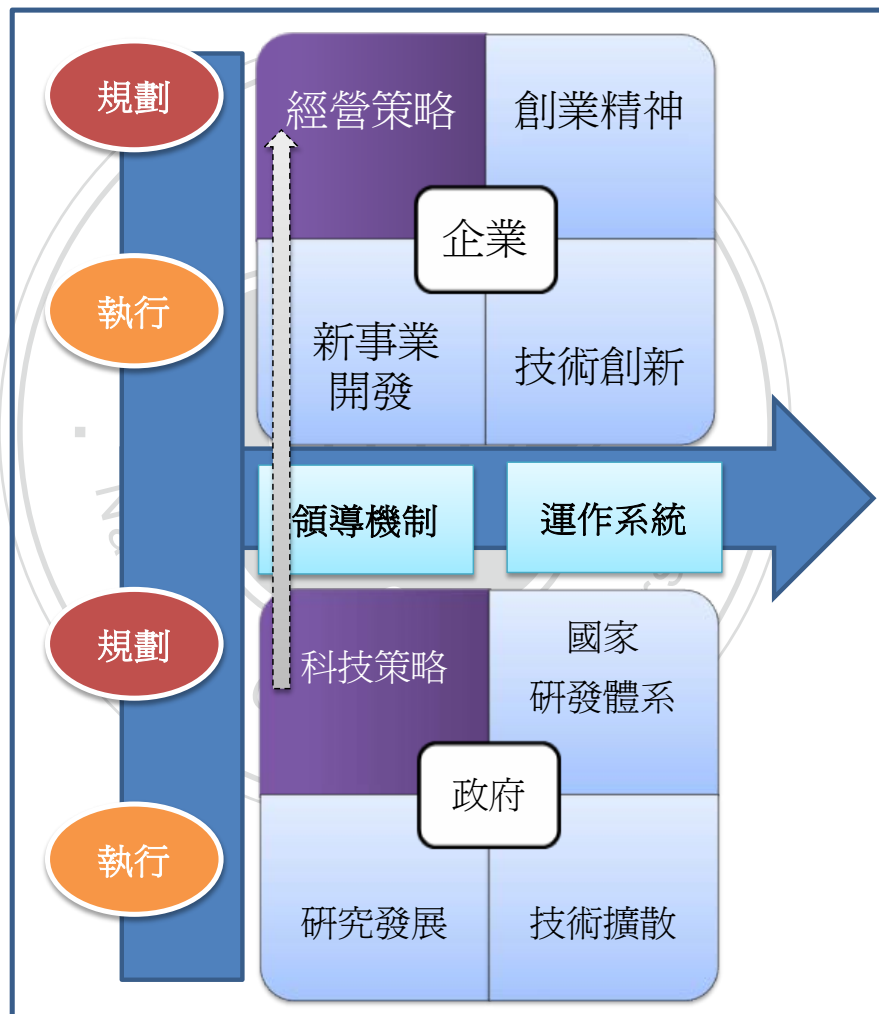 規劃
經營策略
創業精神
企業
執行
新事業
開發
技術創新
領導機制
運作系統
規劃
科技策略
國家
研發體系
政府
執行
研究發展
技術擴散